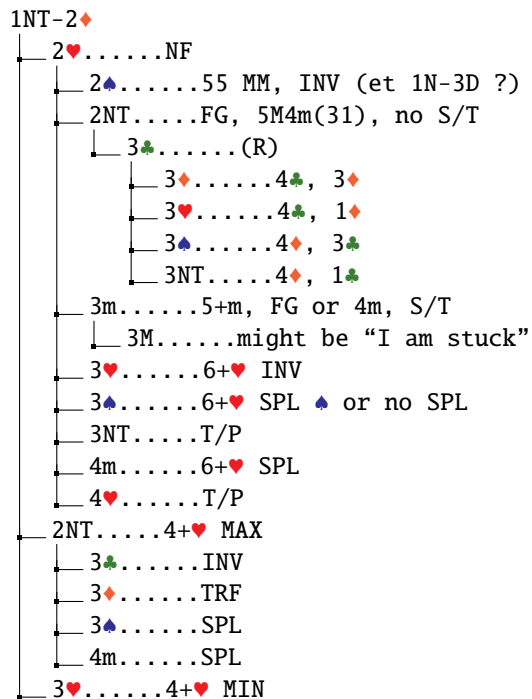 1NT-2♦
2♥......NF
2♠......55 MM, INV (et 1N-3D ?)
2NT.....FG, 5M4m(31), no S/T
3♣......(R)
3♦......4♣, 3♦
3♥......4♣, 1♦
3♠......4♦, 3♣
3NT.....4♦, 1♣
3m......5+m, FG or 4m, S/T
3M......might be “I am stuck”
3♥......6+♥ INV
3♠......6+♥ SPL ♠ or no SPL
3NT.....T/P
4m......6+♥ SPL
4♥......T/P
2NT.....4+♥ MAX
3♣......INV
3♦......TRF
3♠......SPL
4m......SPL
3♥......4+♥ MIN